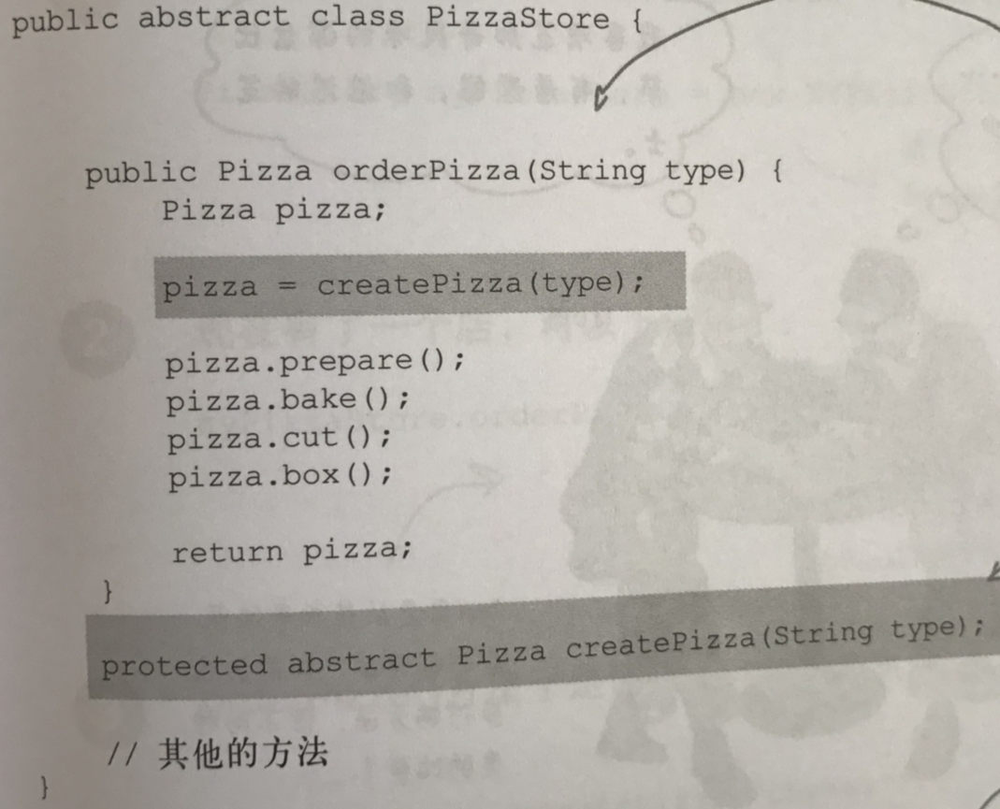 public abstract class PizzaStore {
public Pizza orderPizza(String type) {
Pizza pizza;
pizza = createPizza(type);
pizza.prepare();
pizza.bake();
pizza.cut();
pizza.box();
return pizza;
}
protected abstract Pizza createPizza(String type);
// 其他的方法
}